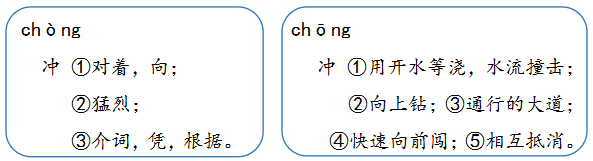 ch ò ng
冲 ①对着，向；
②猛烈；
③介词，凭，根据。
ch ō ng
冲 ①用开水等浇，水流撞击；
②向上钻；③通行的大道；
④快速向前闯；⑤相互抵消。